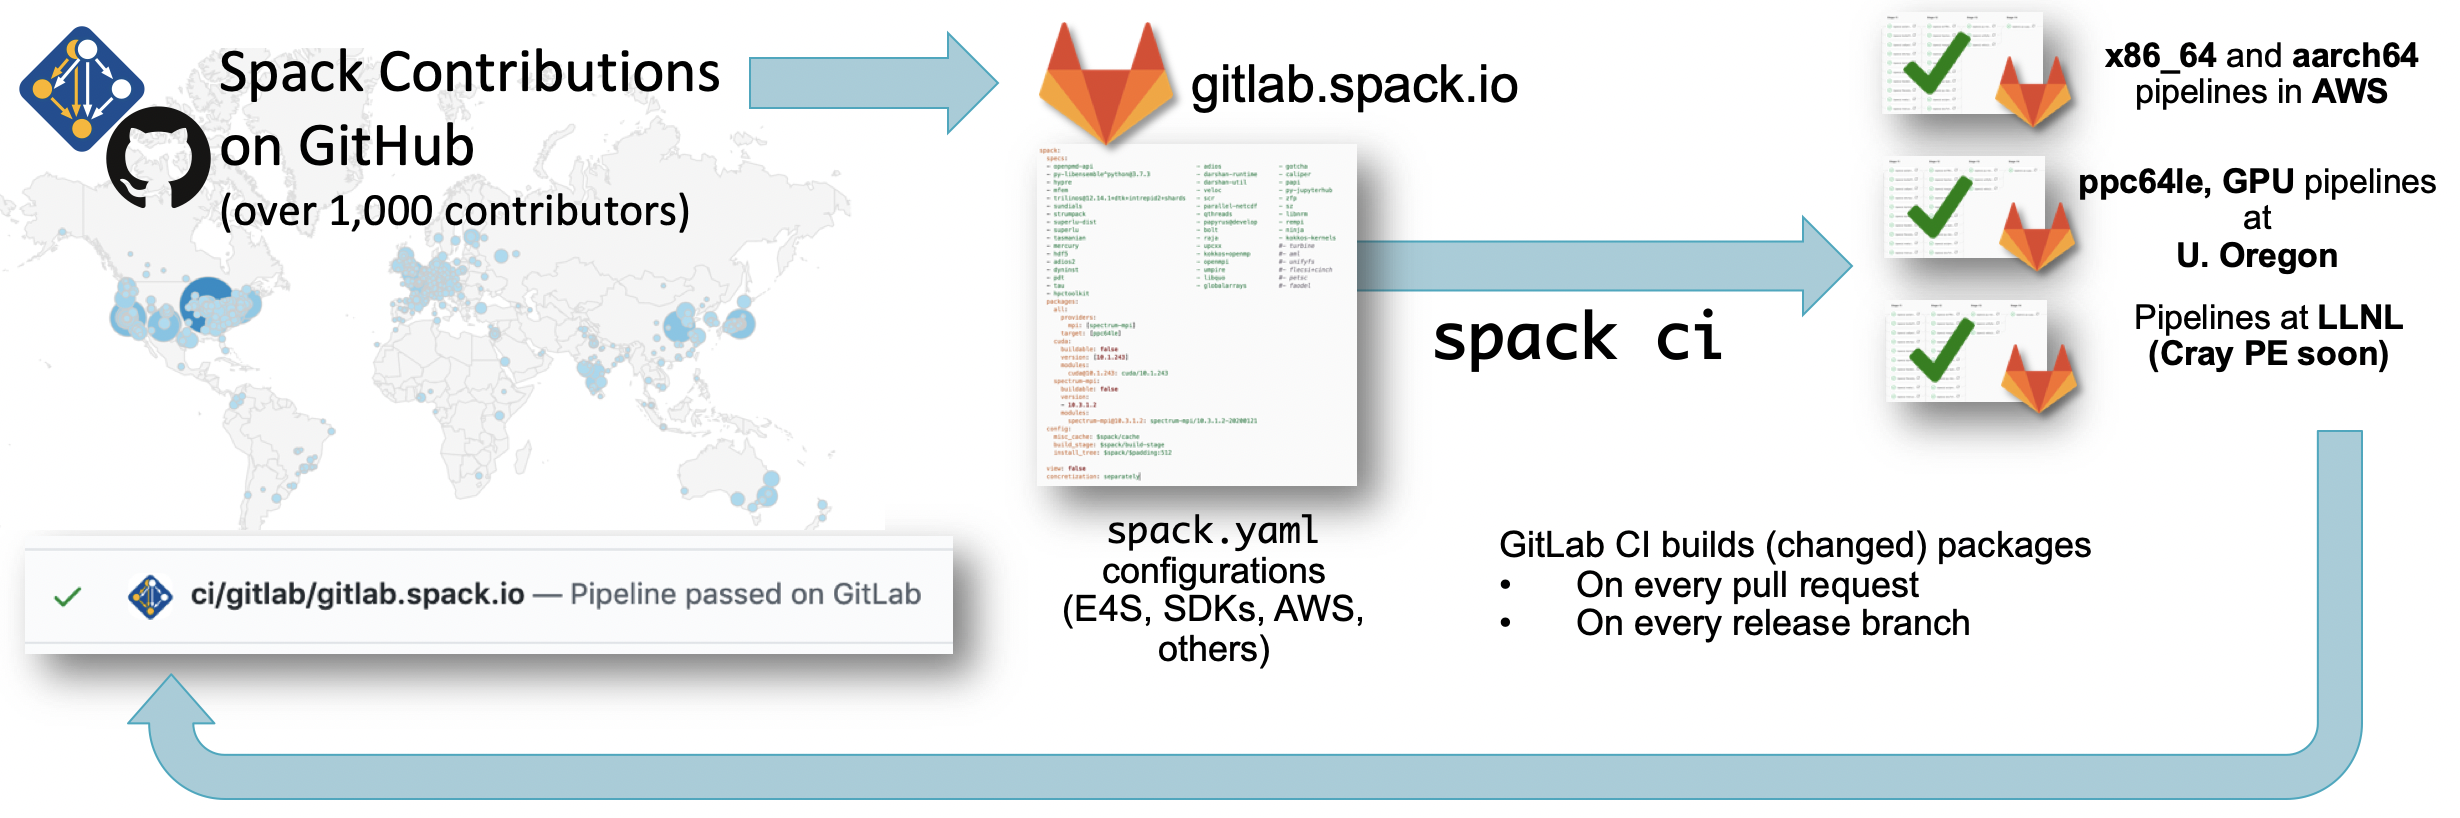 Spack Contributions
on GitHub
(over 1,000 contributors)
gitlab.spack.io
spack:
specs:
- openpmd-api
- py-libensemble^python@3.7.3
- hypre
- mfem
- trilinos@12.14.1+dtk+intrepid2+shards
- sundials
- strumpack
- superlu-dist
- superlu
- tasmanian
- mercury
- hdf5
- adios2
- dyninst
- pdt
- tau
- hpctoolkit
- adios
- darshan-runtime
- darshan-util
- veloc
- scr
- parallel-netcdf
- qthreads
- papyrus@develop
- bolt
- raja
- upcxx
- kokkos+openmp
- openmpi
- umpire
- libquo
- globalarrays
- gotcha
- caliper
- papi
- py-jupyterhub
- zfp
- sz
- libnrm
- rempi
- ninja
- kokkos-kernels
#- turbine
#- aml
#- unifyfs
#- flecsi+cinch
#- petsc
#- faodel
packages:
all:
providers:
mpi: [spectrum-mpi]
target: [ppc64le]
cuda:
buildable: false
version: [10.1.243]
modules:
cuda@10.1.243: cuda/10.1.243
spectrum-mpi:
buildable: false
version:
- 10.3.1.2
modules:
spectrum-mpi@10.3.1.2: spectrum-mpi/10.3.1.2-20200121
config:
misc_cache: $spack/cache
build_stage: $spack/build-stage
install_tree: $spack/$padding:512
view: false
concretization: separately
spack.yaml
configurations
(E4S, SDKs, AWS,
others)
spack ci
x86_64 and aarch64
pipelines in AWS
ppc64le, GPU pipelines
at
U. Oregon
Pipelines at LLNL
(Cray PE soon)
GitLab CI builds (changed) packages
• On every pull request
• On every release branch
ci/gitlab/gitlab.spack.io — Pipeline passed on GitLab